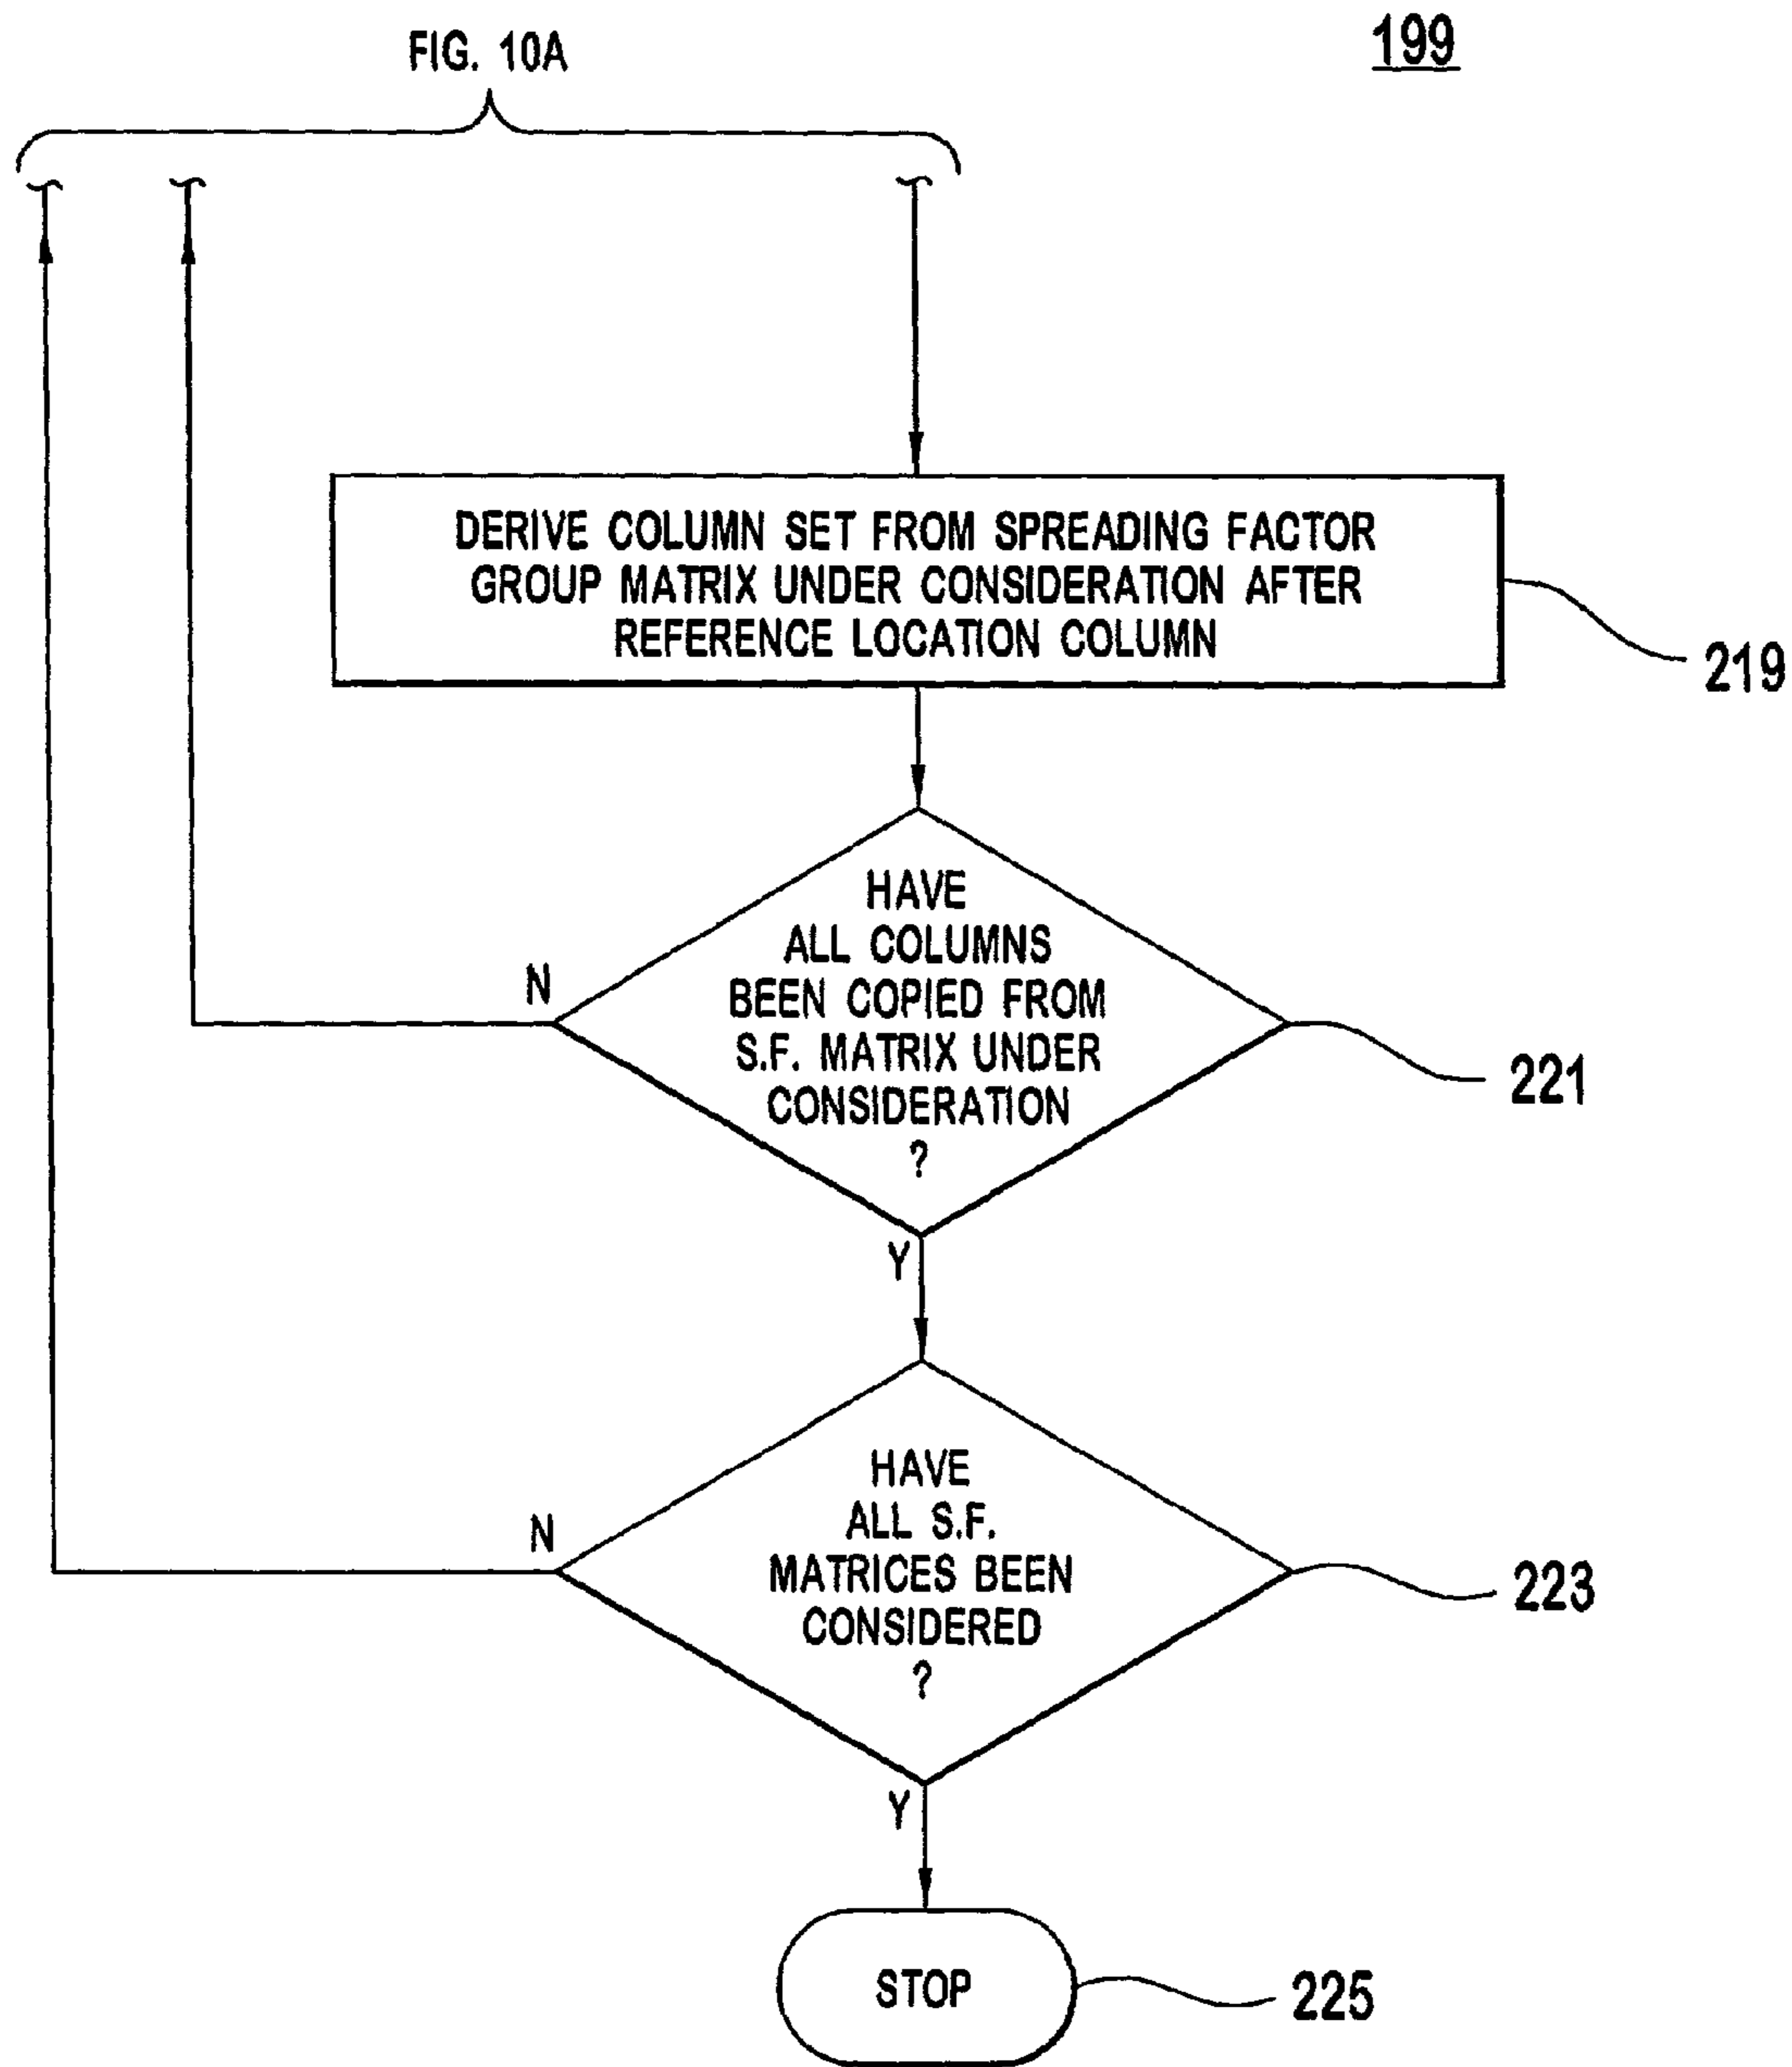 FIG. 10A
199
DERIVE COLUMN SET FROM SPREADING FACTOR
GROUP MATRIX UNDER CONSIDERATION AFTER
REFERENCE LOCATION COLUMN
219
HAVE
ALL COLUMNS
BEEN COPIED FROM
S.F. MATRIX UNDER
CONSIDERATION
?
N
221
Y
HAVE
ALL S.F.
MATRICES BEEN
CONSIDERED
?
N
223
Y
STOP
225